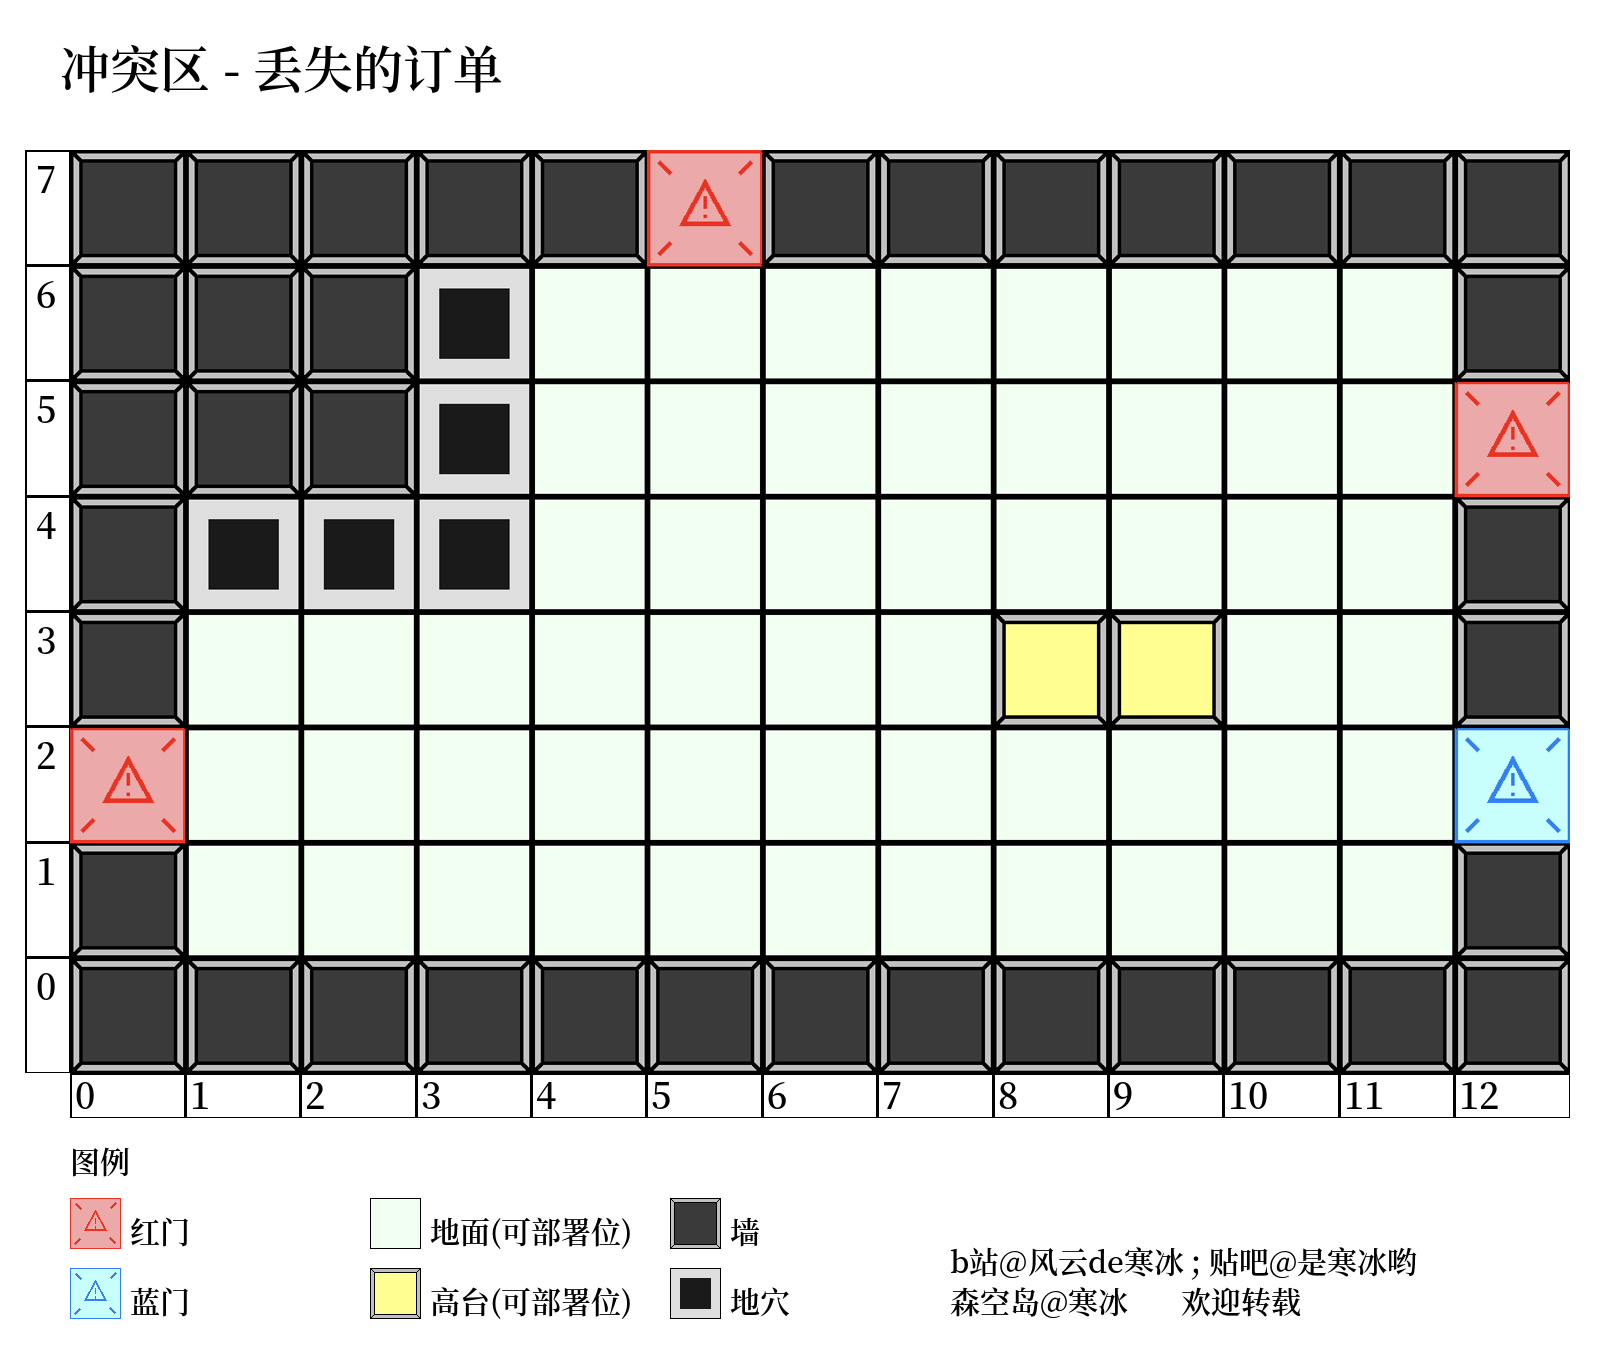 冲突区 - 丢失的订单
7
6
5
4
3
2
1
0
0 1 2 3 4 5 6 7 8 9 10 11 12
图例
红门 地面(可部署位) 墙
蓝门 高台(可部署位) 地穴
b站@风云de寒冰 ; 贴吧@是寒冰哟
森空岛@寒冰 欢迎转载